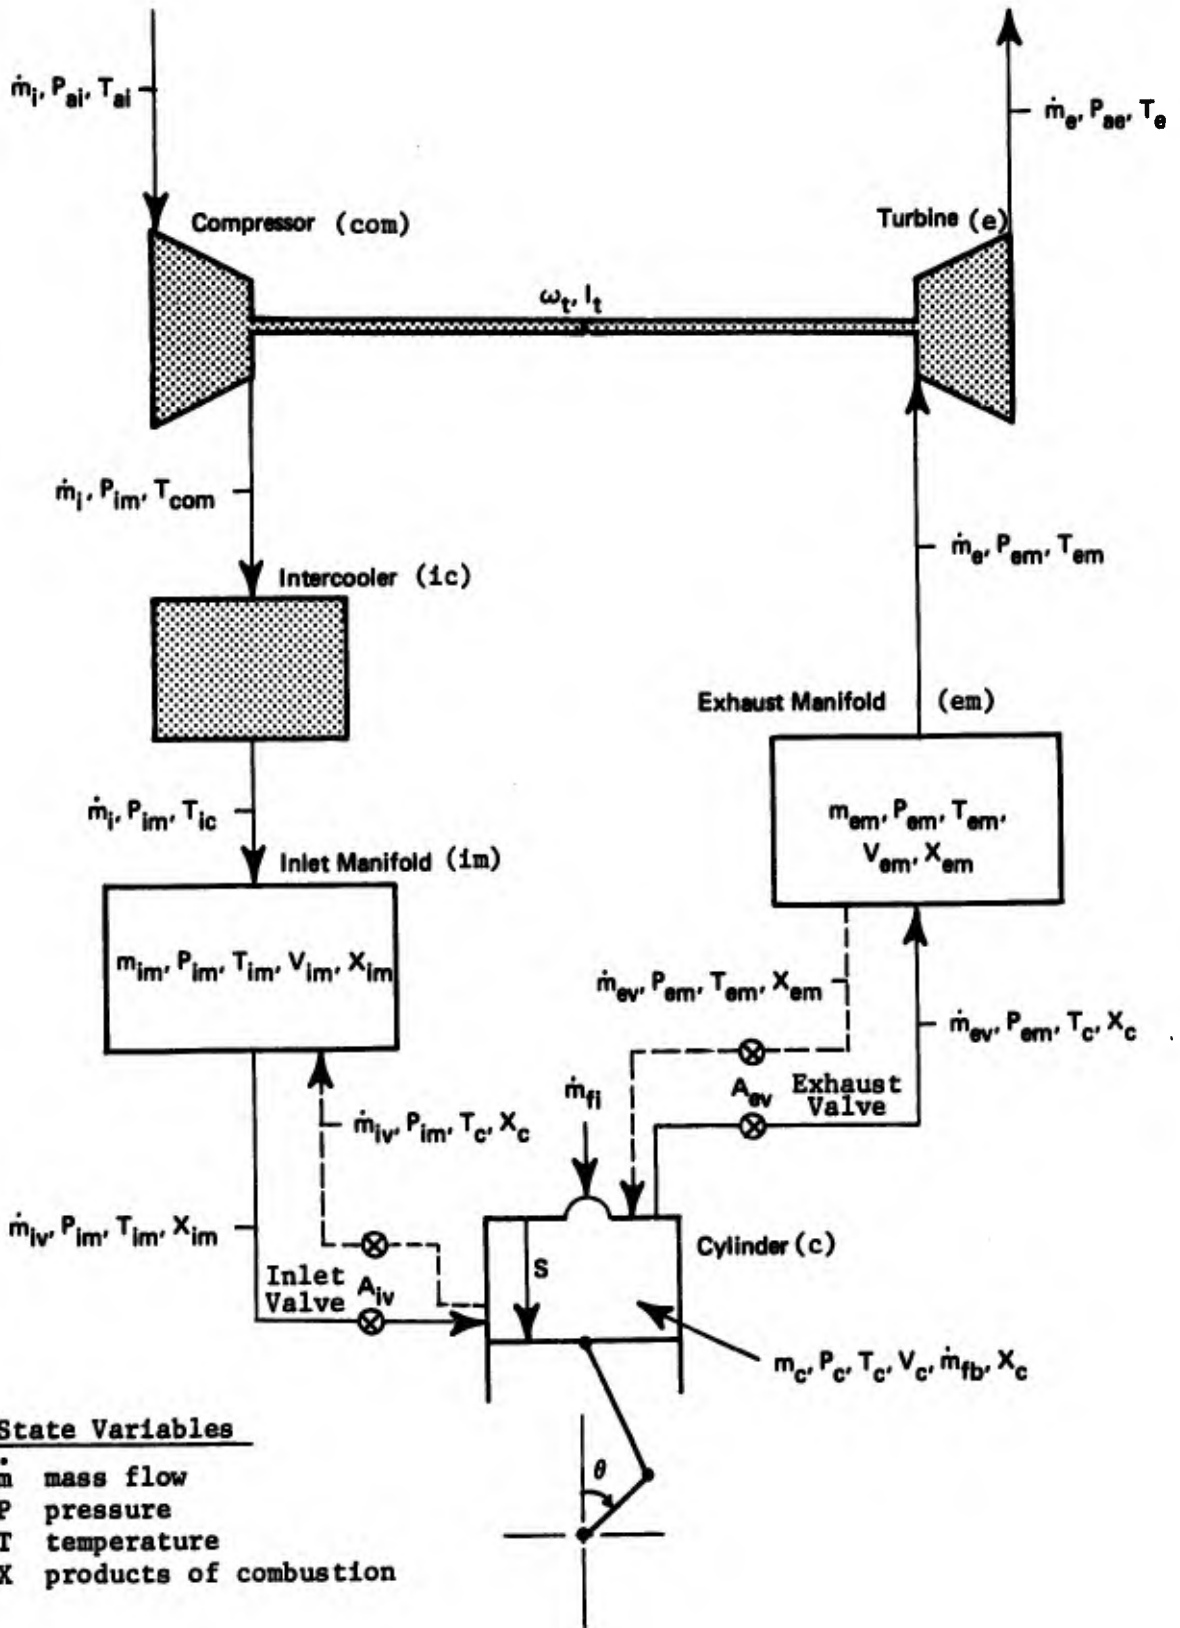 ṁi, Pai, Tai
ṁe, Pae, Te
Compressor (com)
Turbine (e)
ωt, It
ṁi, Pim, Tcom
ṁe, Pem, Tem
Intercooler (ic)
Exhaust Manifold (em)
ṁi, Pim, Tic
mem, Pem, Tem,
Vem, Xem
Inlet Manifold (im)
mim, Pim, Tim, Vim, Xim
ṁev, Pem, Tem, Xem
ṁev, Pem, Tc, Xc
ṁfi
Aev
Exhaust
Valve
ṁiv, Pim, Tc, Xc
ṁiv, Pim, Tim, Xim
Cylinder (c)
S
Inlet
Valve
Aiv
mc, Pc, Tc, Vc, ṁfb, Xc
θ
State Variables
ṁ mass flow
P pressure
T temperature
X products of combustion